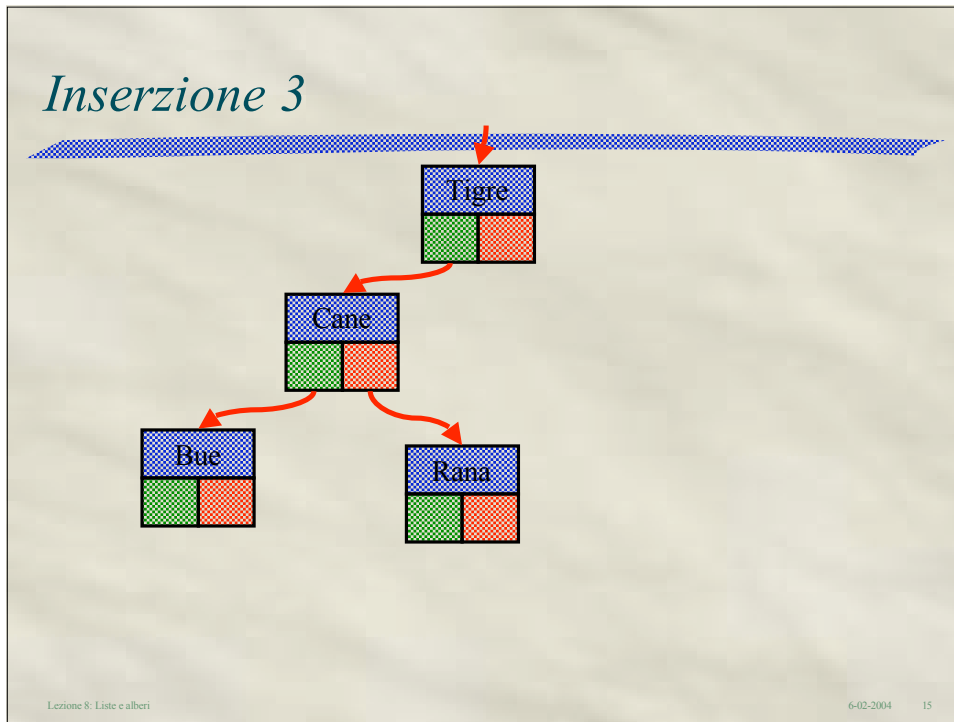 Inserzione 3
Tigre
Cane
Bue
Rana
Lezione 8: Liste e alberi
6-02-2004
15